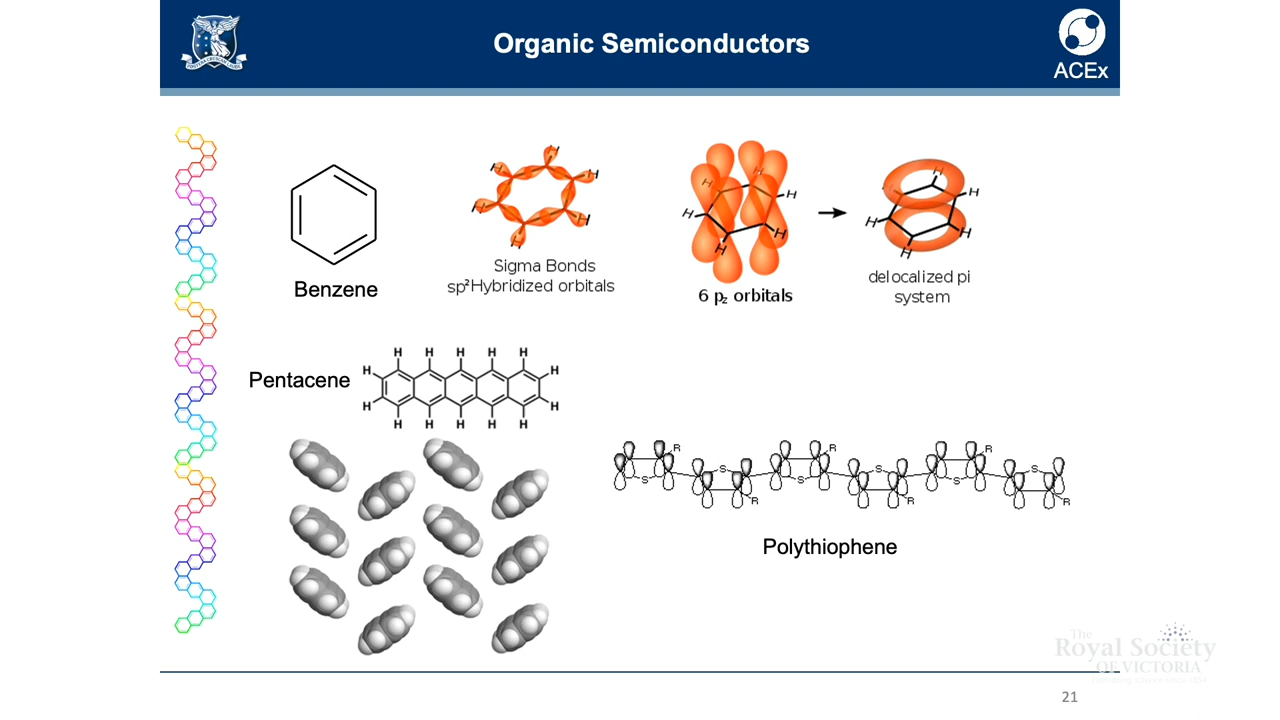 Organic Semiconductors
ACEx
Benzene
Sigma Bonds
sp²Hybridized orbitals
6 pz orbitals
delocalized pi
system
Pentacene
H H H H H
H H
H H
H H H H H
R R R
S S S
S S S
R R R
Polythiophene
The
Royal Society
OF VICTORIA
21